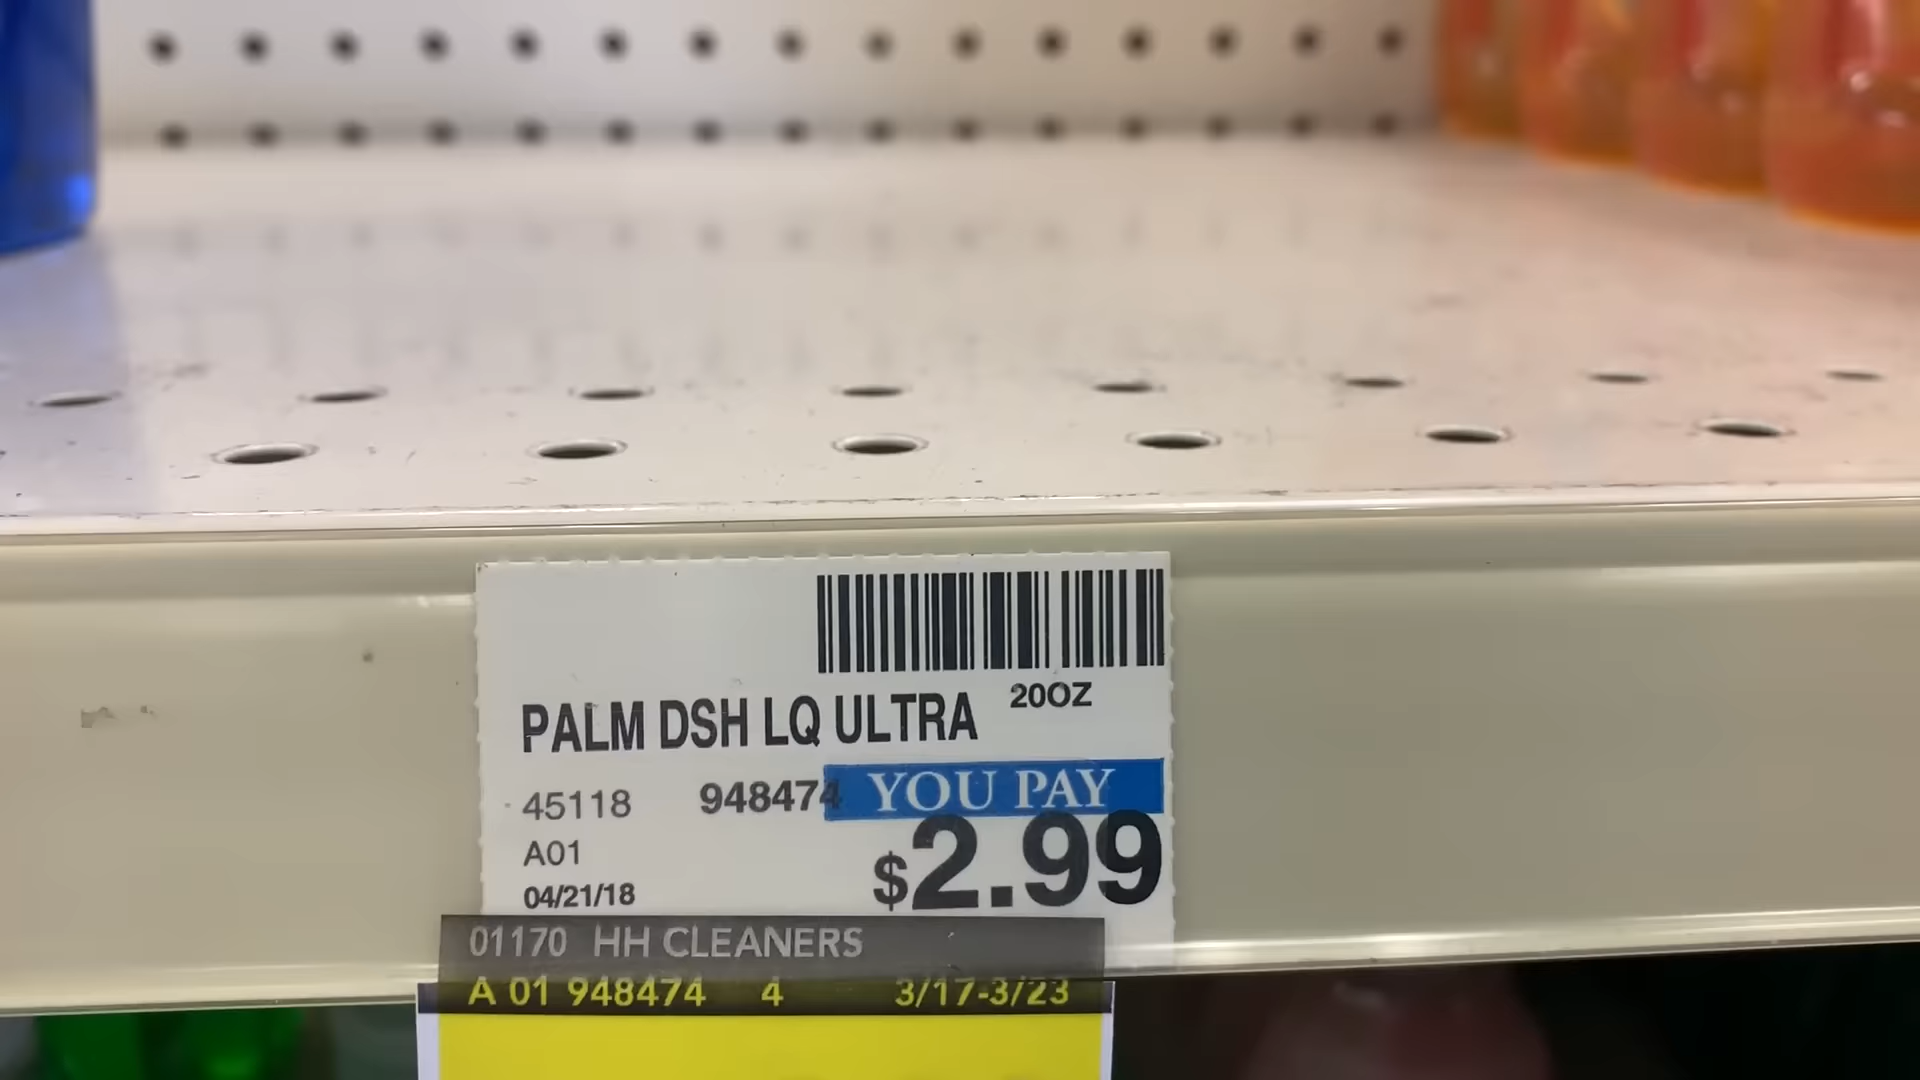 PALM DSH LQ ULTRA 20OZ
45118 948474 YOU PAY
A01
04/21/18 $2.99
01170 HH CLEANERS
A 01 948474 4 3/17-3/23